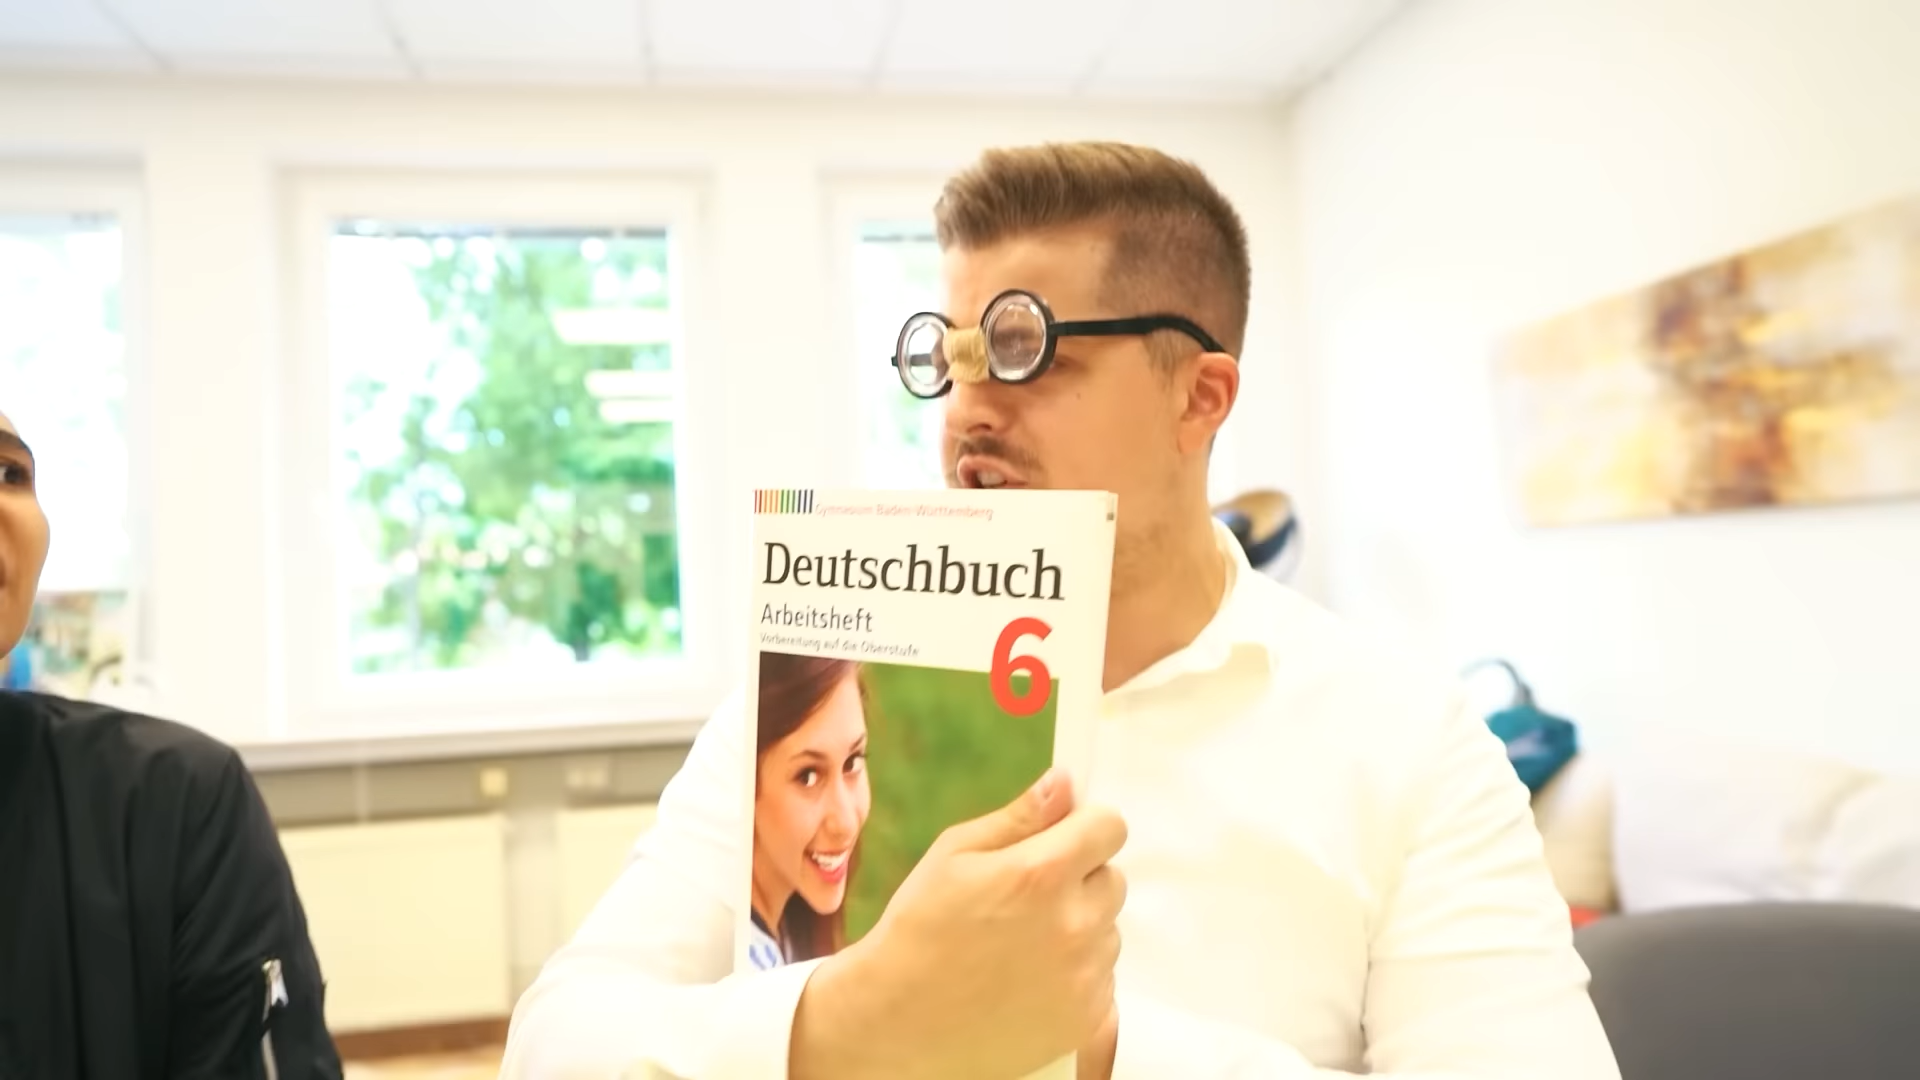 Gymnasium Baden-Württemberg
Deutschbuch
Arbeitsheft
Vorbereitung auf die Oberstufe
6